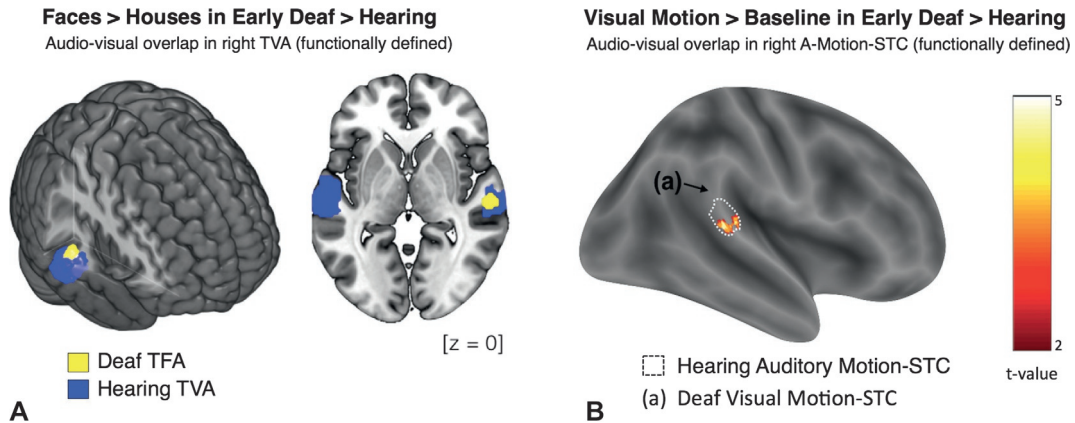 Faces > Houses in Early Deaf > Hearing
Audio-visual overlap in right TVA (functionally defined)
[z = 0]
Deaf TFA
Hearing TVA
A
Visual Motion > Baseline in Early Deaf > Hearing
Audio-visual overlap in right A-Motion-STC (functionally defined)
(a)
5
2
t-value
Hearing Auditory Motion-STC
(a) Deaf Visual Motion-STC
B